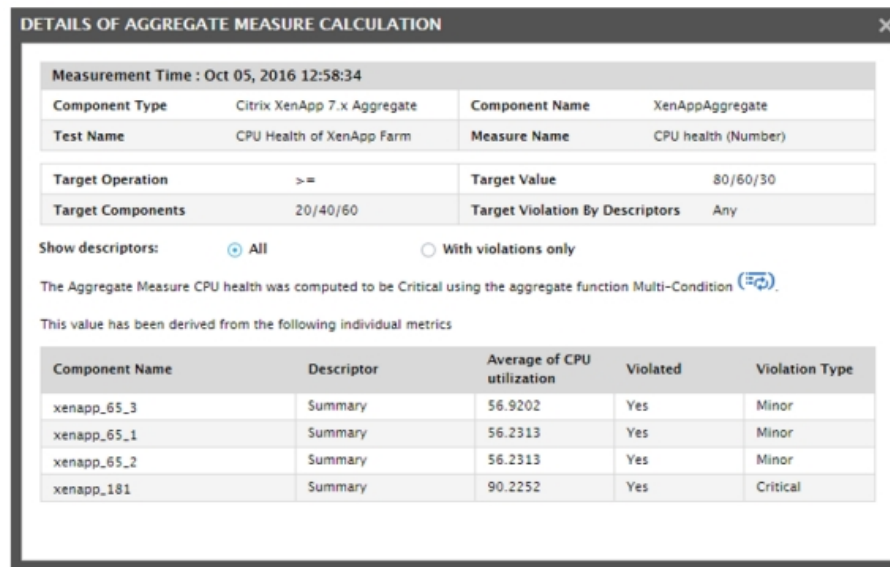 DETAILS OF AGGREGATE MEASURE CALCULATION
Measurement Time : Oct 05, 2016 12:58:34
Component Type Citrix XenApp 7.x Aggregate Component Name XenAppAggregate
Test Name CPU Health of XenApp Farm Measure Name CPU health (Number)
Target Operation >= Target Value 80/60/30
Target Components 20/40/60 Target Violation By Descriptors Any
Show descriptors: All With violations only
The Aggregate Measure CPU health was computed to be Critical using the aggregate function Multi-Condition ( ).
This value has been derived from the following individual metrics
Component Name Descriptor Average of CPU utilization Violated Violation Type
xenapp_65_3 Summary 56.9202 Yes Minor
xenapp_65_1 Summary 56.2313 Yes Minor
xenapp_65_2 Summary 56.2313 Yes Minor
xenapp_181 Summary 90.2252 Yes Critical